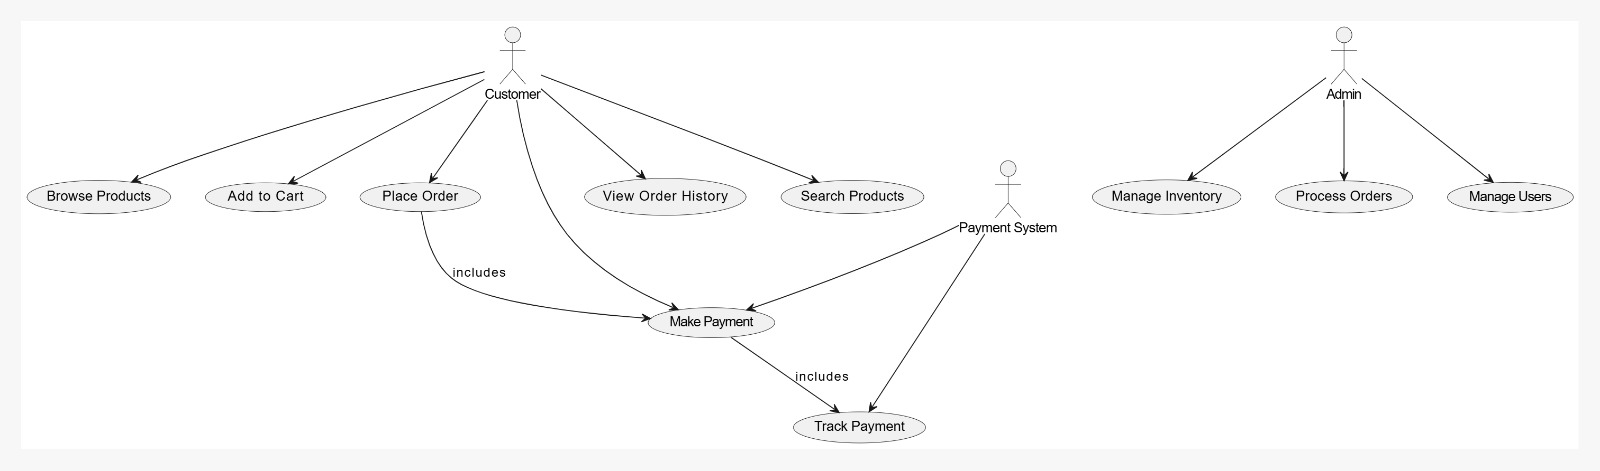 Customer
Admin
Browse Products
Add to Cart
Place Order
View Order History
Search Products
Manage Inventory
Process Orders
Manage Users
Payment System
includes
Make Payment
includes
Track Payment